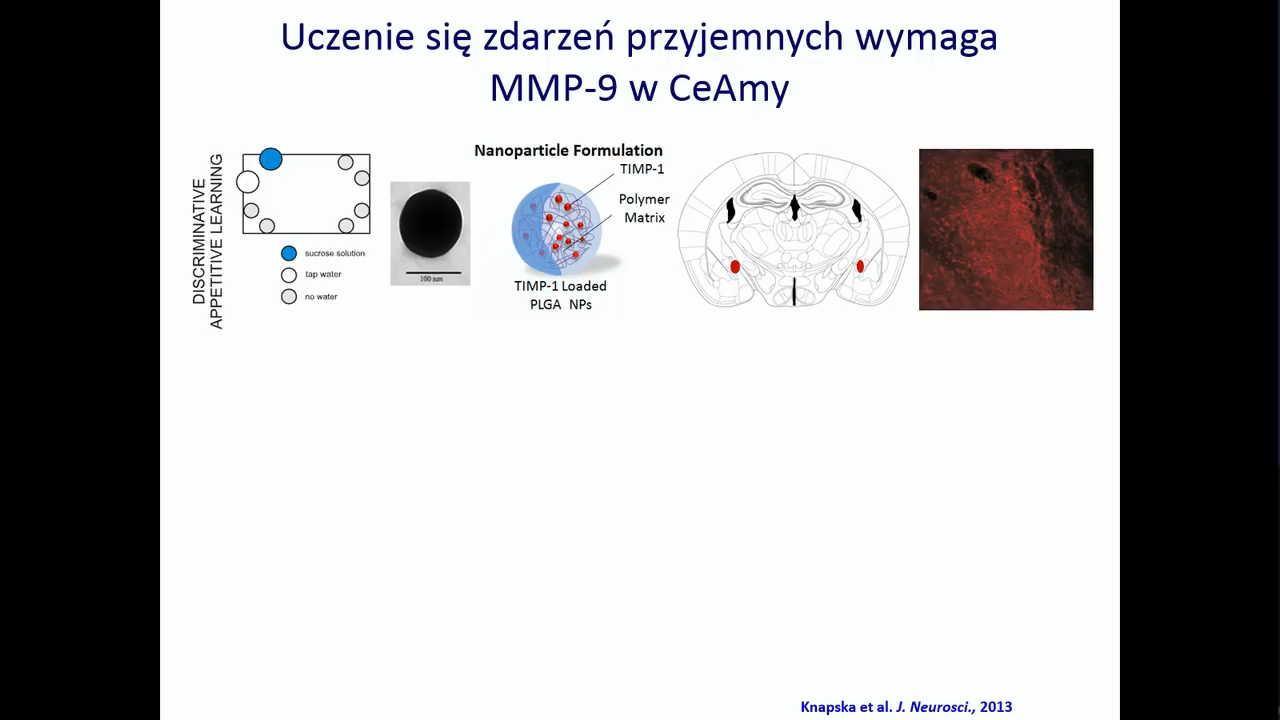 Uczenie się zdarzeń przyjemnych wymaga
MMP-9 w CeAmy
DISCRIMINATIVE
APPETITIVE LEARNING
sucrose solution
tap water
no water
100 nm
Nanoparticle Formulation
TIMP-1
Polymer
Matrix
TIMP-1 Loaded
PLGA NPs
Knapska et al. J. Neurosci., 2013